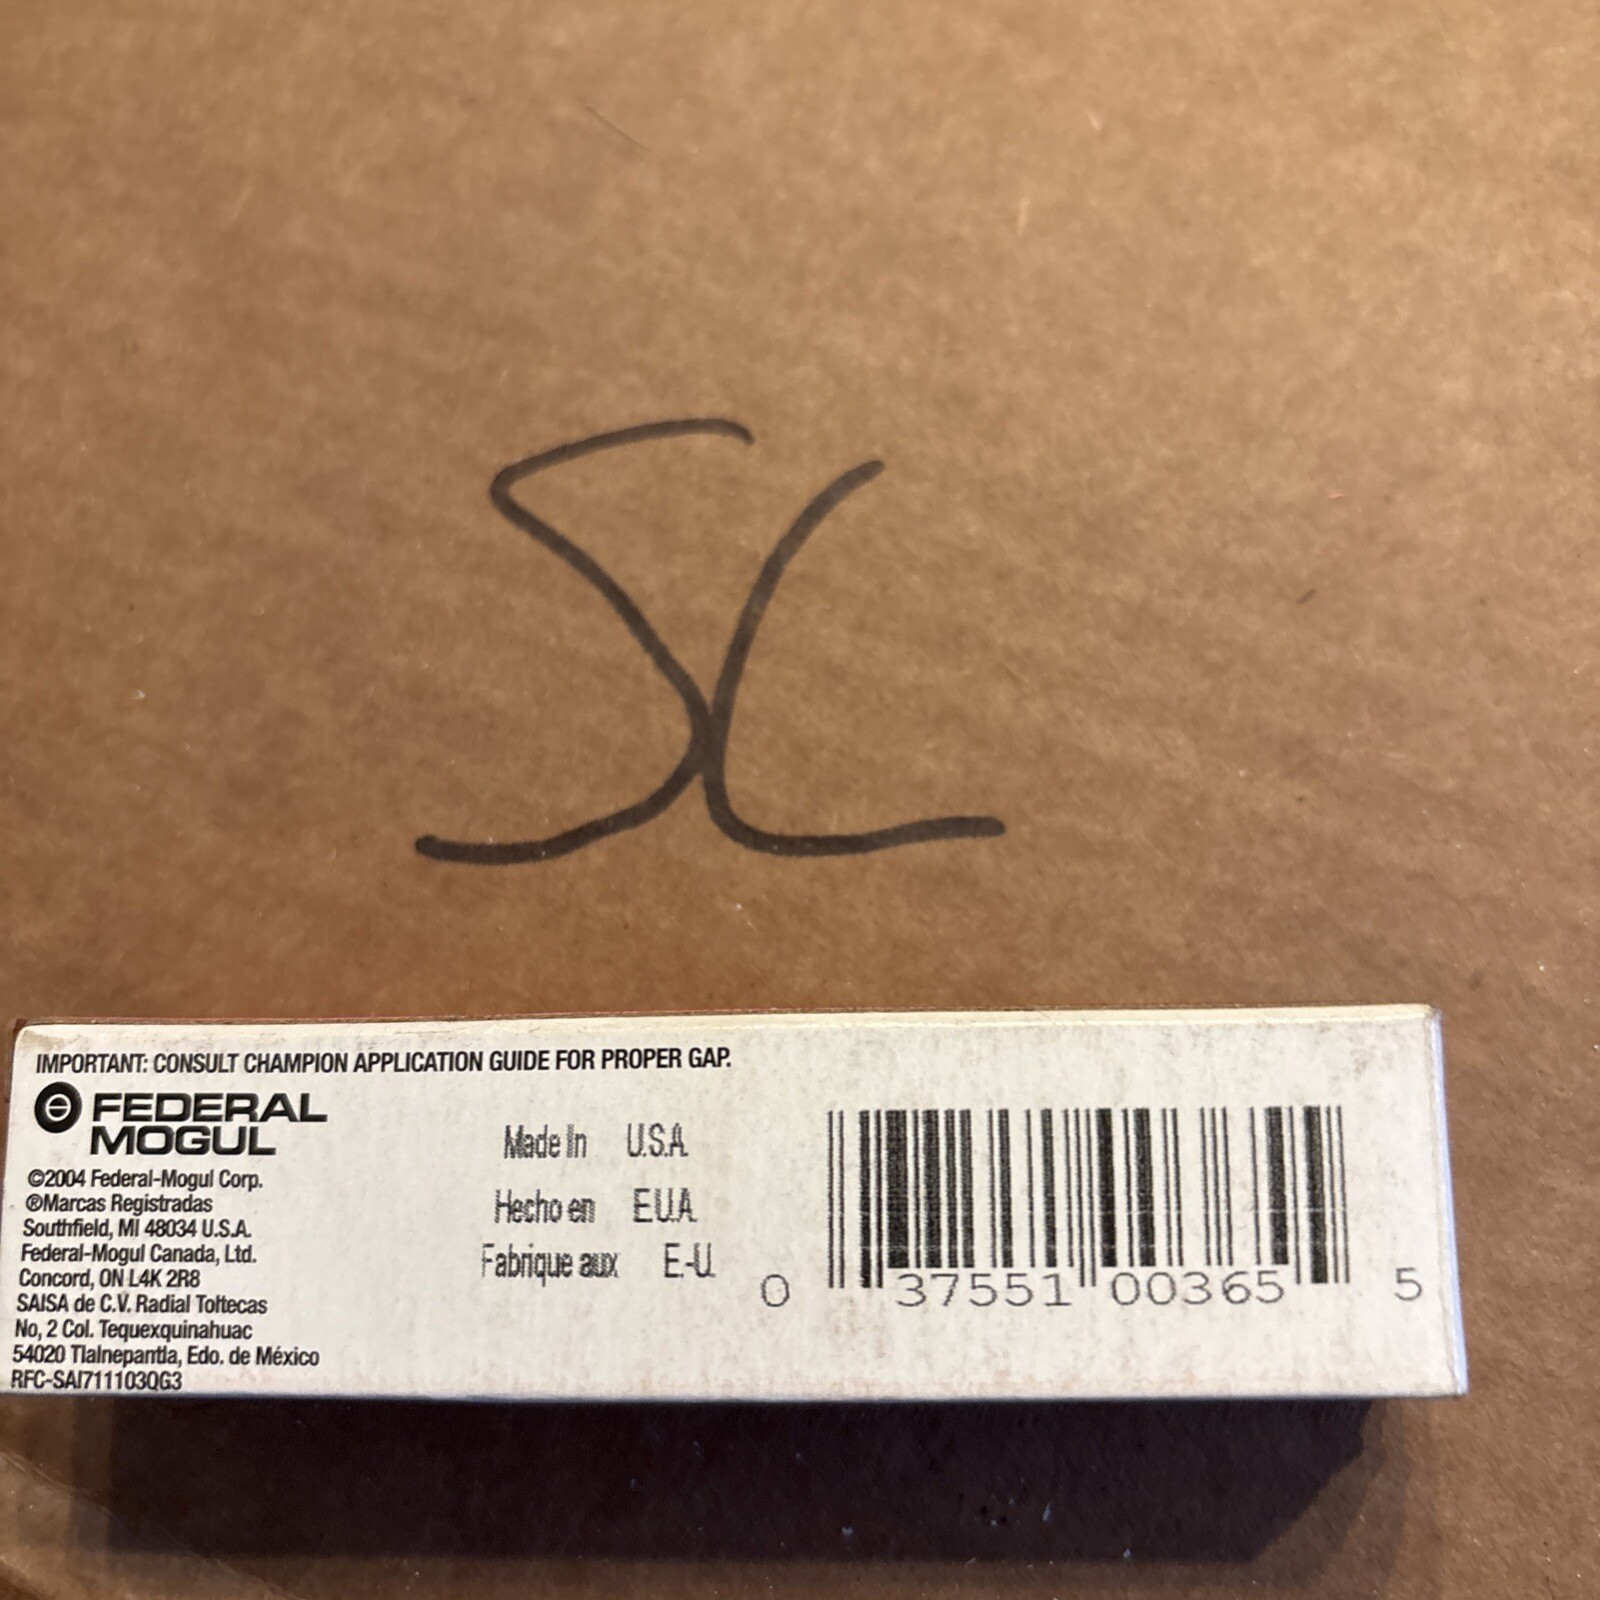 SC
IMPORTANT: CONSULT CHAMPION APPLICATION GUIDE FOR PROPER GAP.
FEDERAL
MOGUL
©2004 Federal-Mogul Corp.
®Marcas Registradas
Southfield, MI 48034 U.S.A.
Federal-Mogul Canada, Ltd.
Concord, ON L4K 2R8
SAISA de C.V. Radial Toltecas
No, 2 Col. Tequexquinahuac
54020 Tlalnepantla, Edo. de México
RFC-SAI711103QG3
Made In U.S.A.
Hecho en E.U.A.
Fabrique aux E.-U.
0 37551 00365 5